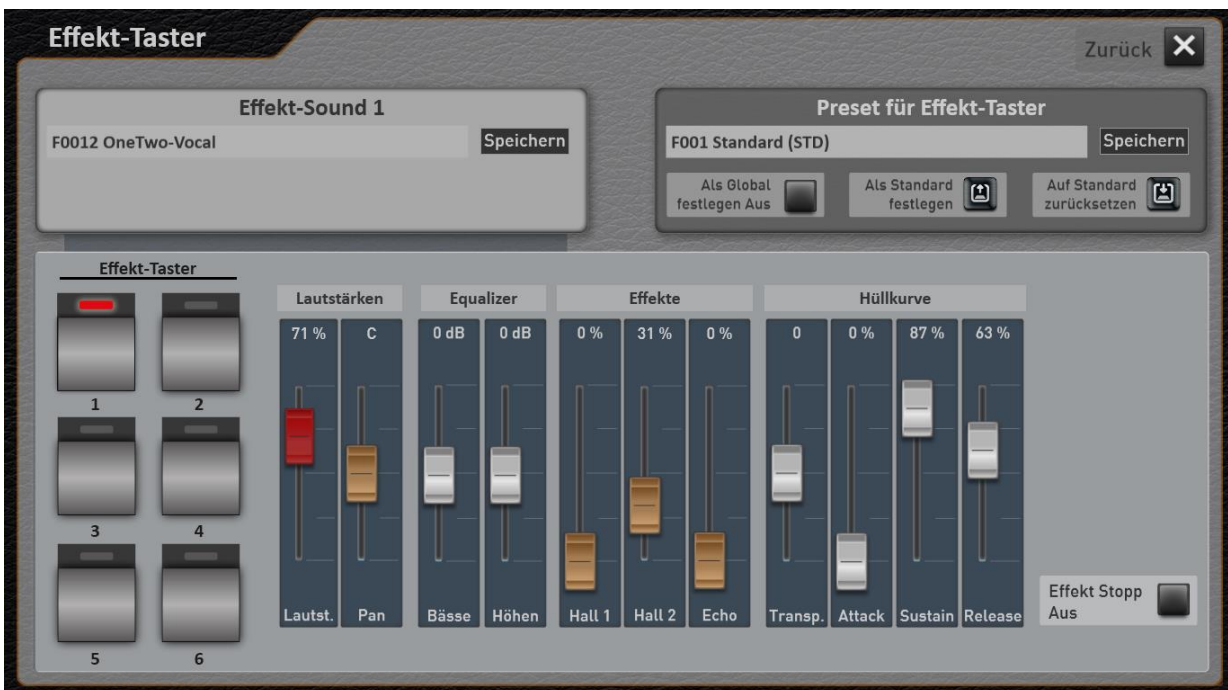 Effekt-Taster
Zurück
Effekt-Sound 1
F0012 OneTwo-Vocal
Speichern
Preset für Effekt-Taster
F001 Standard (STD)
Speichern
Als Global
festlegen Aus
Als Standard
festlegen
Auf Standard
zurücksetzen
Effekt-Taster
1
2
3
4
5
6
Lautstärken
Equalizer
Effekte
Hüllkurve
71 % C 0 dB 0 dB 0 % 31 % 0 % 0 0 % 87 % 63 %
Lautst. Pan Bässe Höhen Hall 1 Hall 2 Echo Transp. Attack Sustain Release
Effekt Stopp
Aus